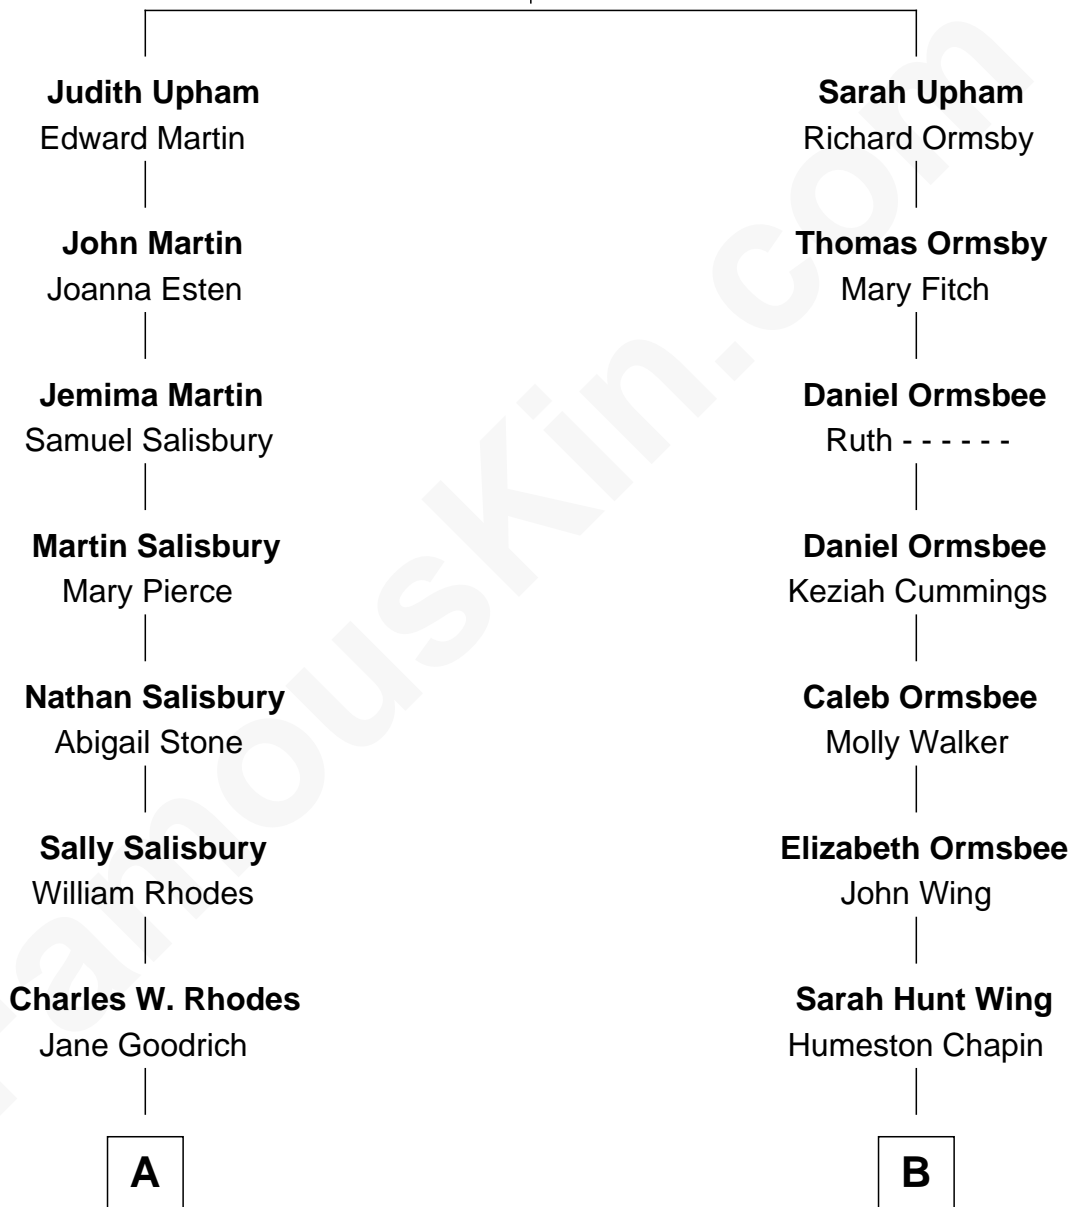 Judith Upham
Edward Martin
John Martin
Joanna Esten
Jemima Martin
Samuel Salisbury
Martin Salisbury
Mary Pierce
Nathan Salisbury
Abigail Stone
Sally Salisbury
William Rhodes
Charles W. Rhodes
Jane Goodrich
A
Sarah Upham
Richard Ormsby
Thomas Ormsby
Mary Fitch
Daniel Ormsbee
Ruth - - - - - -
Daniel Ormsbee
Keziah Cummings
Caleb Ormsbee
Molly Walker
Elizabeth Ormsbee
John Wing
Sarah Hunt Wing
Humeston Chapin
B
FamousKin.com